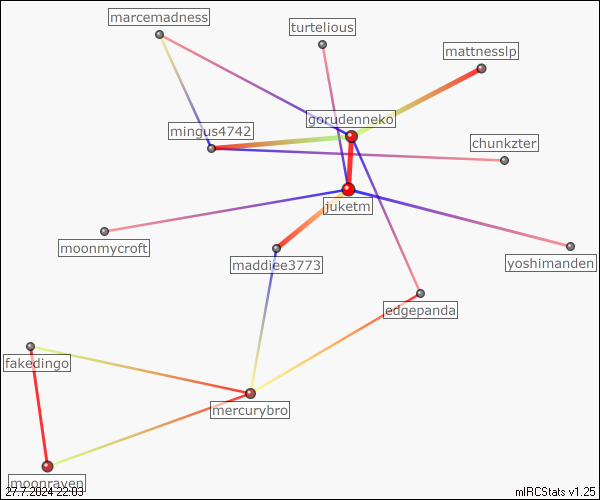 marcemadness
turtelious
mattnesslp
gorudenneko
mingus4742
chunkzter
juketm
moonmycroft
maddiee3773
yoshimanden
edgepanda
fakedingo
mercurybro
moonraven
27.7.2024 22:03
mIRCStats v1.25